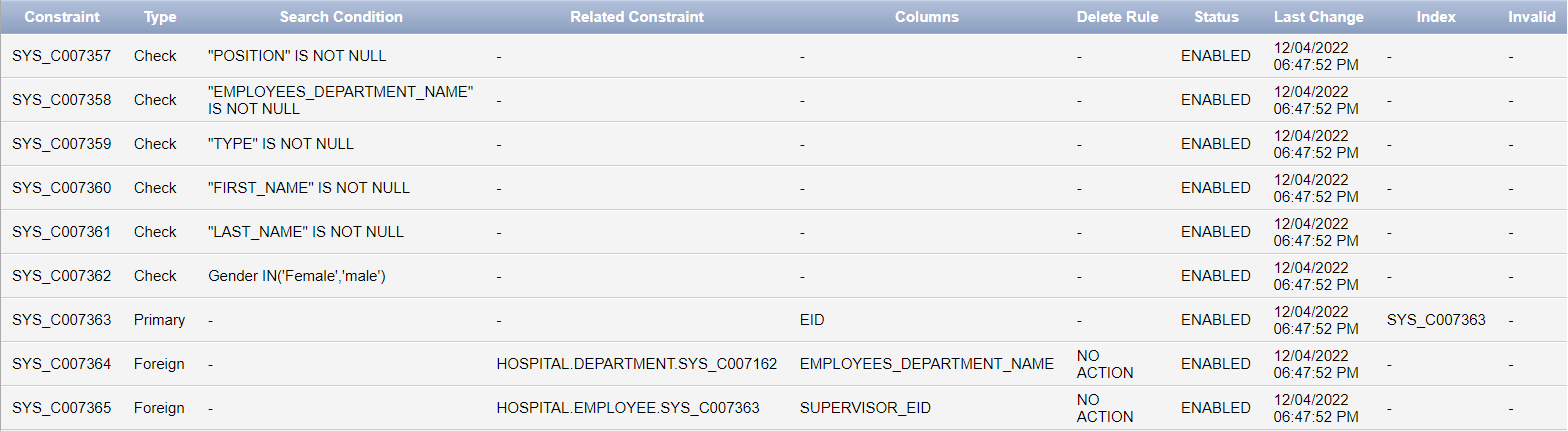 Constraint Type Search Condition Related Constraint Columns Delete Rule Status Last Change Index Invalid
SYS_C007357 Check "POSITION" IS NOT NULL - - - ENABLED 12/04/2022 06:47:52 PM - -
SYS_C007358 Check "EMPLOYEES_DEPARTMENT_NAME" IS NOT NULL - - - ENABLED 12/04/2022 06:47:52 PM - -
SYS_C007359 Check "TYPE" IS NOT NULL - - - ENABLED 12/04/2022 06:47:52 PM - -
SYS_C007360 Check "FIRST_NAME" IS NOT NULL - - - ENABLED 12/04/2022 06:47:52 PM - -
SYS_C007361 Check "LAST_NAME" IS NOT NULL - - - ENABLED 12/04/2022 06:47:52 PM - -
SYS_C007362 Check Gender IN('Female','male') - - - ENABLED 12/04/2022 06:47:52 PM - -
SYS_C007363 Primary - - EID - ENABLED 12/04/2022 06:47:52 PM SYS_C007363 -
SYS_C007364 Foreign - HOSPITAL.DEPARTMENT.SYS_C007162 EMPLOYEES_DEPARTMENT_NAME NO ACTION ENABLED 12/04/2022 06:47:52 PM - -
SYS_C007365 Foreign - HOSPITAL.EMPLOYEE.SYS_C007363 SUPERVISOR_EID NO ACTION ENABLED 12/04/2022 06:47:52 PM - -